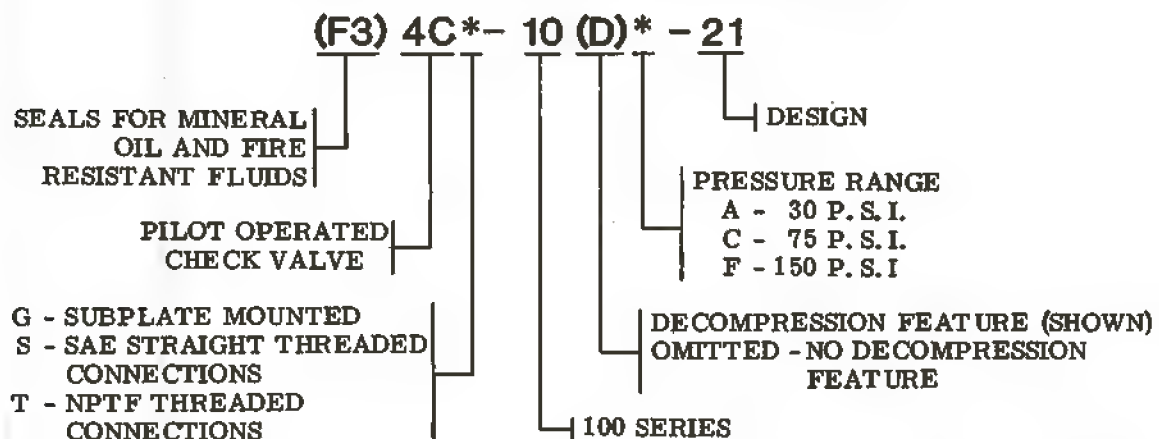 (F3) 4C*- 10 (D)* - 21
SEALS FOR MINERAL
OIL AND FIRE
RESISTANT FLUIDS
DESIGN
PRESSURE RANGE
A - 30 P. S. I.
C - 75 P. S. I.
F - 150 P. S. I
PILOT OPERATED
CHECK VALVE
G - SUBPLATE MOUNTED
S - SAE STRAIGHT THREADED
CONNECTIONS
T - NPTF THREADED
CONNECTIONS
DECOMPRESSION FEATURE (SHOWN)
OMITTED - NO DECOMPRESSION
FEATURE
100 SERIES